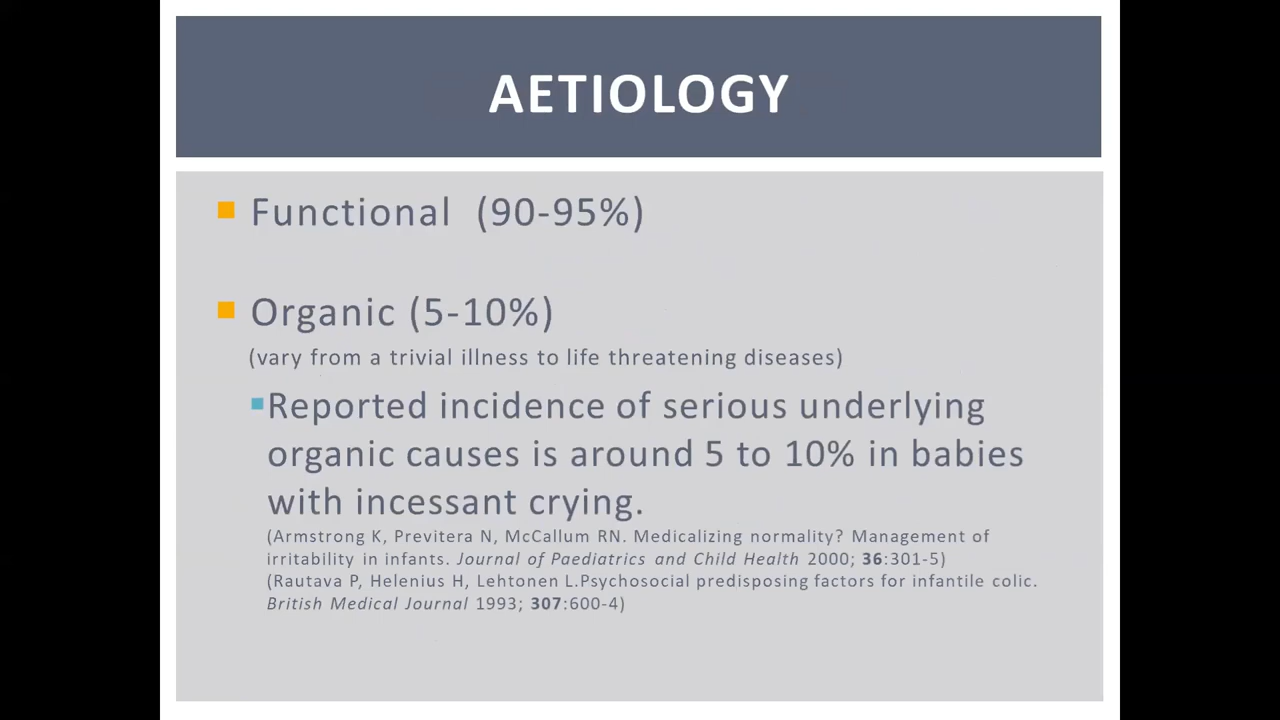 AETIOLOGY
Functional (90-95%)
Organic (5-10%)
(vary from a trivial illness to life threatening diseases)
Reported incidence of serious underlying
organic causes is around 5 to 10% in babies
with incessant crying.
(Armstrong K, Previtera N, McCallum RN. Medicalizing normality? Management of
irritability in infants. Journal of Paediatrics and Child Health 2000; 36:301-5)
(Rautava P, Helenius H, Lehtonen L.Psychosocial predisposing factors for infantile colic.
British Medical Journal 1993; 307:600-4)